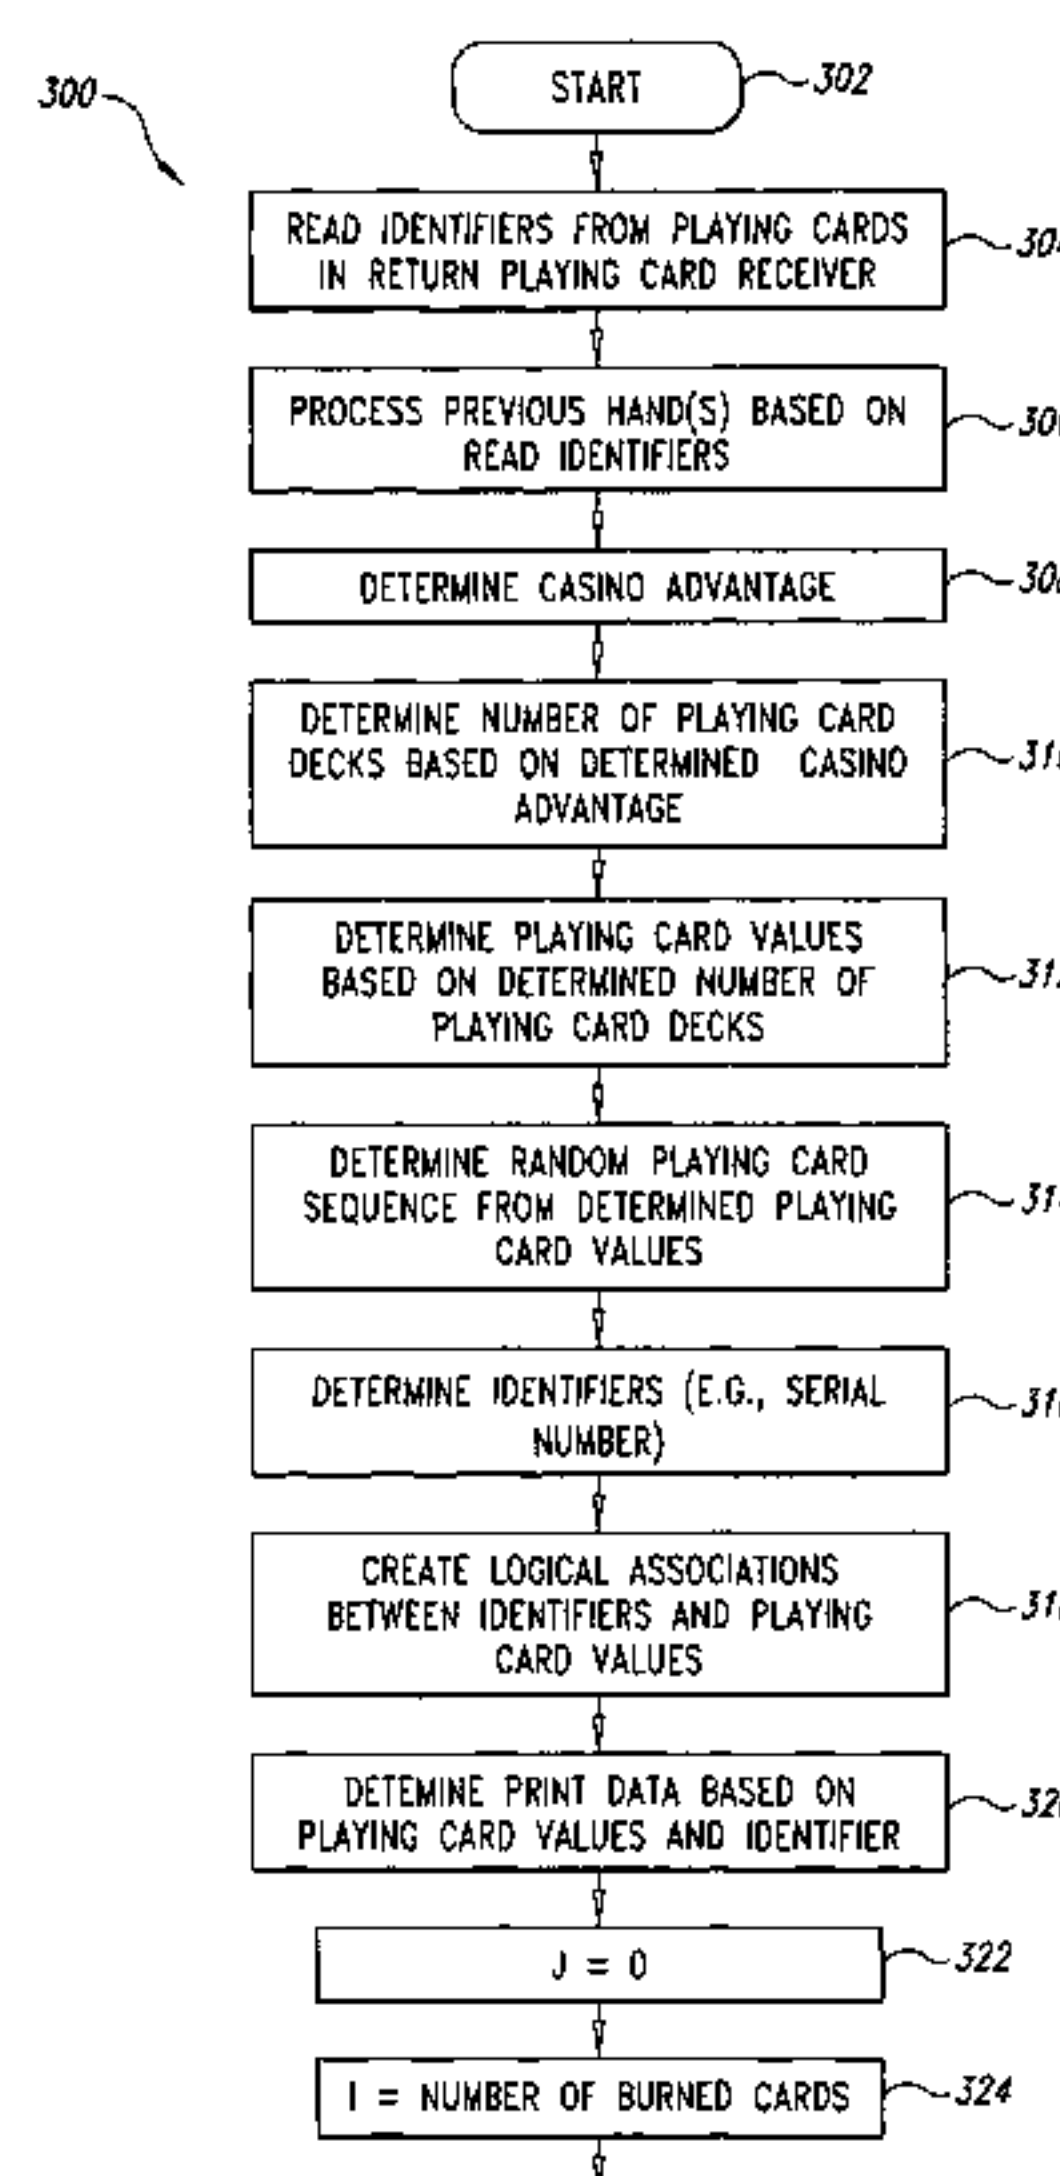 300
START
302
READ IDENTIFIERS FROM PLAYING CARDS
IN RETURN PLAYING CARD RECEIVER
PROCESS PREVIOUS HAND(S) BASED ON
READ IDENTIFIERS
DETERMINE CASINO ADVANTAGE
DETERMINE NUMBER OF PLAYING CARD
DECKS BASED ON DETERMINED CASINO
ADVANTAGE
DETERMINE PLAYING CARD VALUES
BASED ON DETERMINED NUMBER OF
PLAYING CARD DECKS
DETERMINE RANDOM PLAYING CARD
SEQUENCE FROM DETERMINED PLAYING
CARD VALUES
DETERMINE IDENTIFIERS (E.G., SERIAL
NUMBER)
CREATE LOGICAL ASSOCIATIONS
BETWEEN IDENTIFIERS AND PLAYING
CARD VALUES
DETEMINE PRINT DATA BASED ON
PLAYING CARD VALUES AND IDENTIFIER
J = 0
322
I = NUMBER OF BURNED CARDS
324